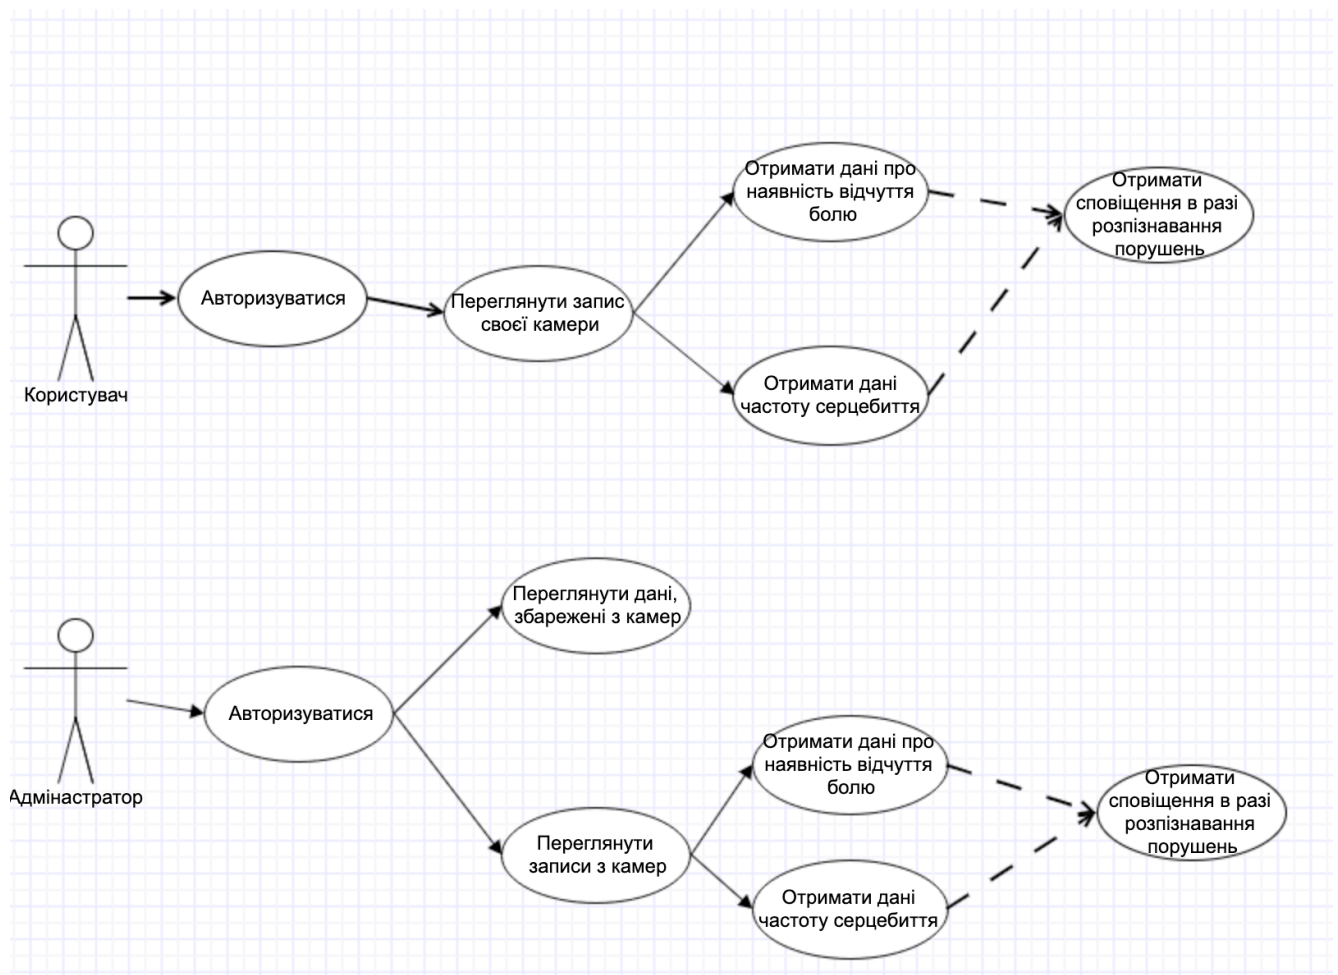 Отримати дані про
наявність відчуття
болю
Отримати
сповіщення в разі
розпізнавання
порушень
Авторизуватися
Переглянути запис
своєї камери
Отримати дані
частоту серцебиття
Користувач
Переглянути дані,
збарежені з камер
Авторизуватися
Отримати дані про
наявність відчуття
болю
Отримати
сповіщення в разі
розпізнавання
порушень
Адмінастратор
Переглянути
записи з камер
Отримати дані
частоту серцебиття